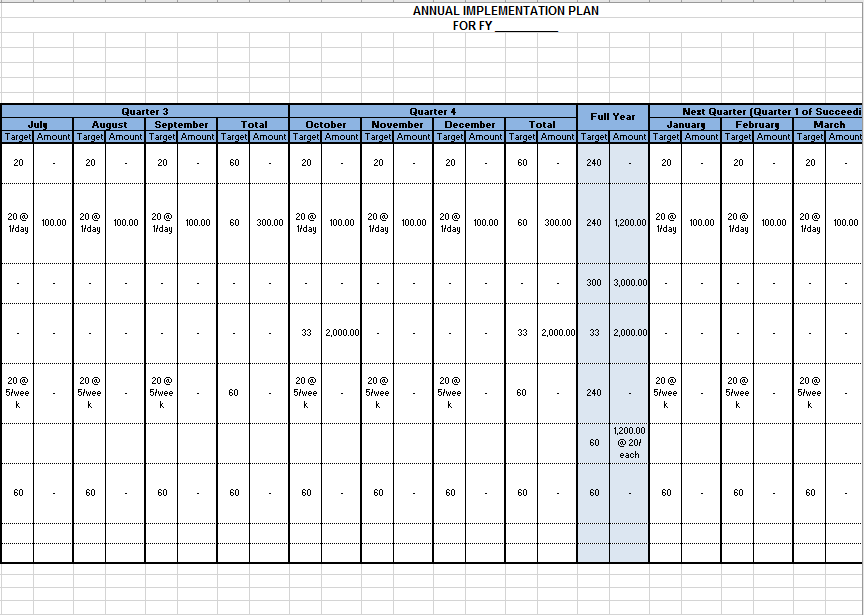 ANNUAL IMPLEMENTATION PLAN
FOR FY __________
Quarter 3 Quarter 4 Full Year Next Quarter (Quarter 1 of Succeedi
July August September Total October November December Total January February March
Target Amount Target Amount Target Amount Target Amount Target Amount Target Amount Target Amount Target Amount Target Amount Target Amount Target Amount Target Amount
20 - 20 - 20 - 60 - 20 - 20 - 20 - 60 - 240 - 20 - 20 - 20 -
20 @ 20 @ 20 @ 20 @ 20 @ 20 @ 20 @ 20 @ 20 @
1/day 100.00 1/day 100.00 1/day 100.00 60 300.00 1/day 100.00 1/day 100.00 1/day 100.00 60 300.00 240 1,200.00 1/day 100.00 1/day 100.00 1/day 100.00
- - - - - - - - - - - - - - - - 300 3,000.00 - - - - - -
- - - - - - - - 33 2,000.00 - - - - 33 2,000.00 33 2,000.00 - - - - - -
20 @ 20 @ 20 @ 20 @ 20 @ 20 @ 20 @ 20 @ 20 @
5/wee - 5/wee - 5/wee - 60 - 5/wee - 5/wee - 5/wee - 60 - 240 - 5/wee - 5/wee - 5/wee -
k k k k k k k k k
1,200.00
60 @ 20/
each
60 - 60 - 60 - 60 - 60 - 60 - 60 - 60 - 60 - 60 - 60 - 60 -